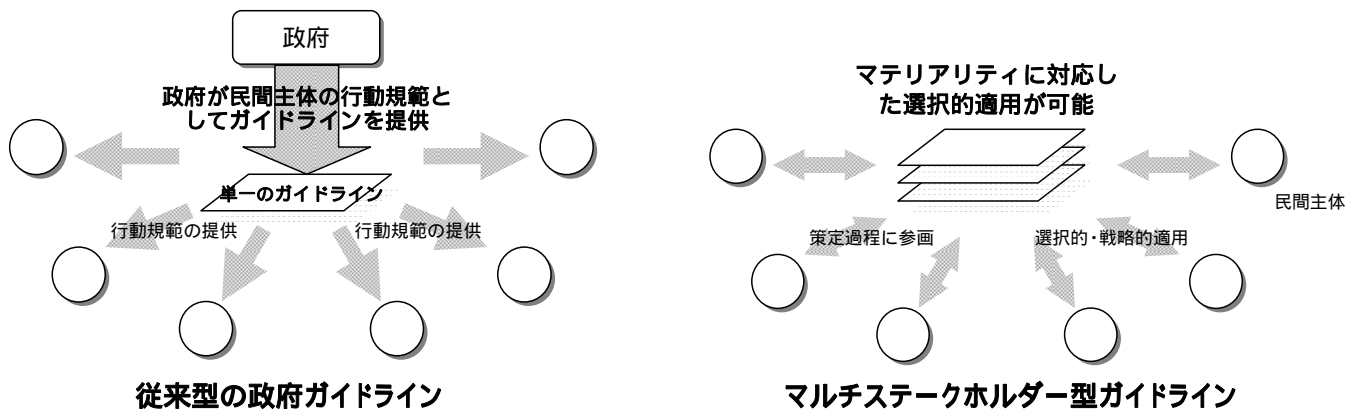 政府
政府が民間主体の行動規範と
してガイドラインを提供
単一のガイドライン
行動規範の提供
行動規範の提供
従来型の政府ガイドライン
マテリアリティに対応し
た選択的適用が可能
民間主体
策定過程に参画
選択的・戦略的適用
マルチステークホルダー型ガイドライン